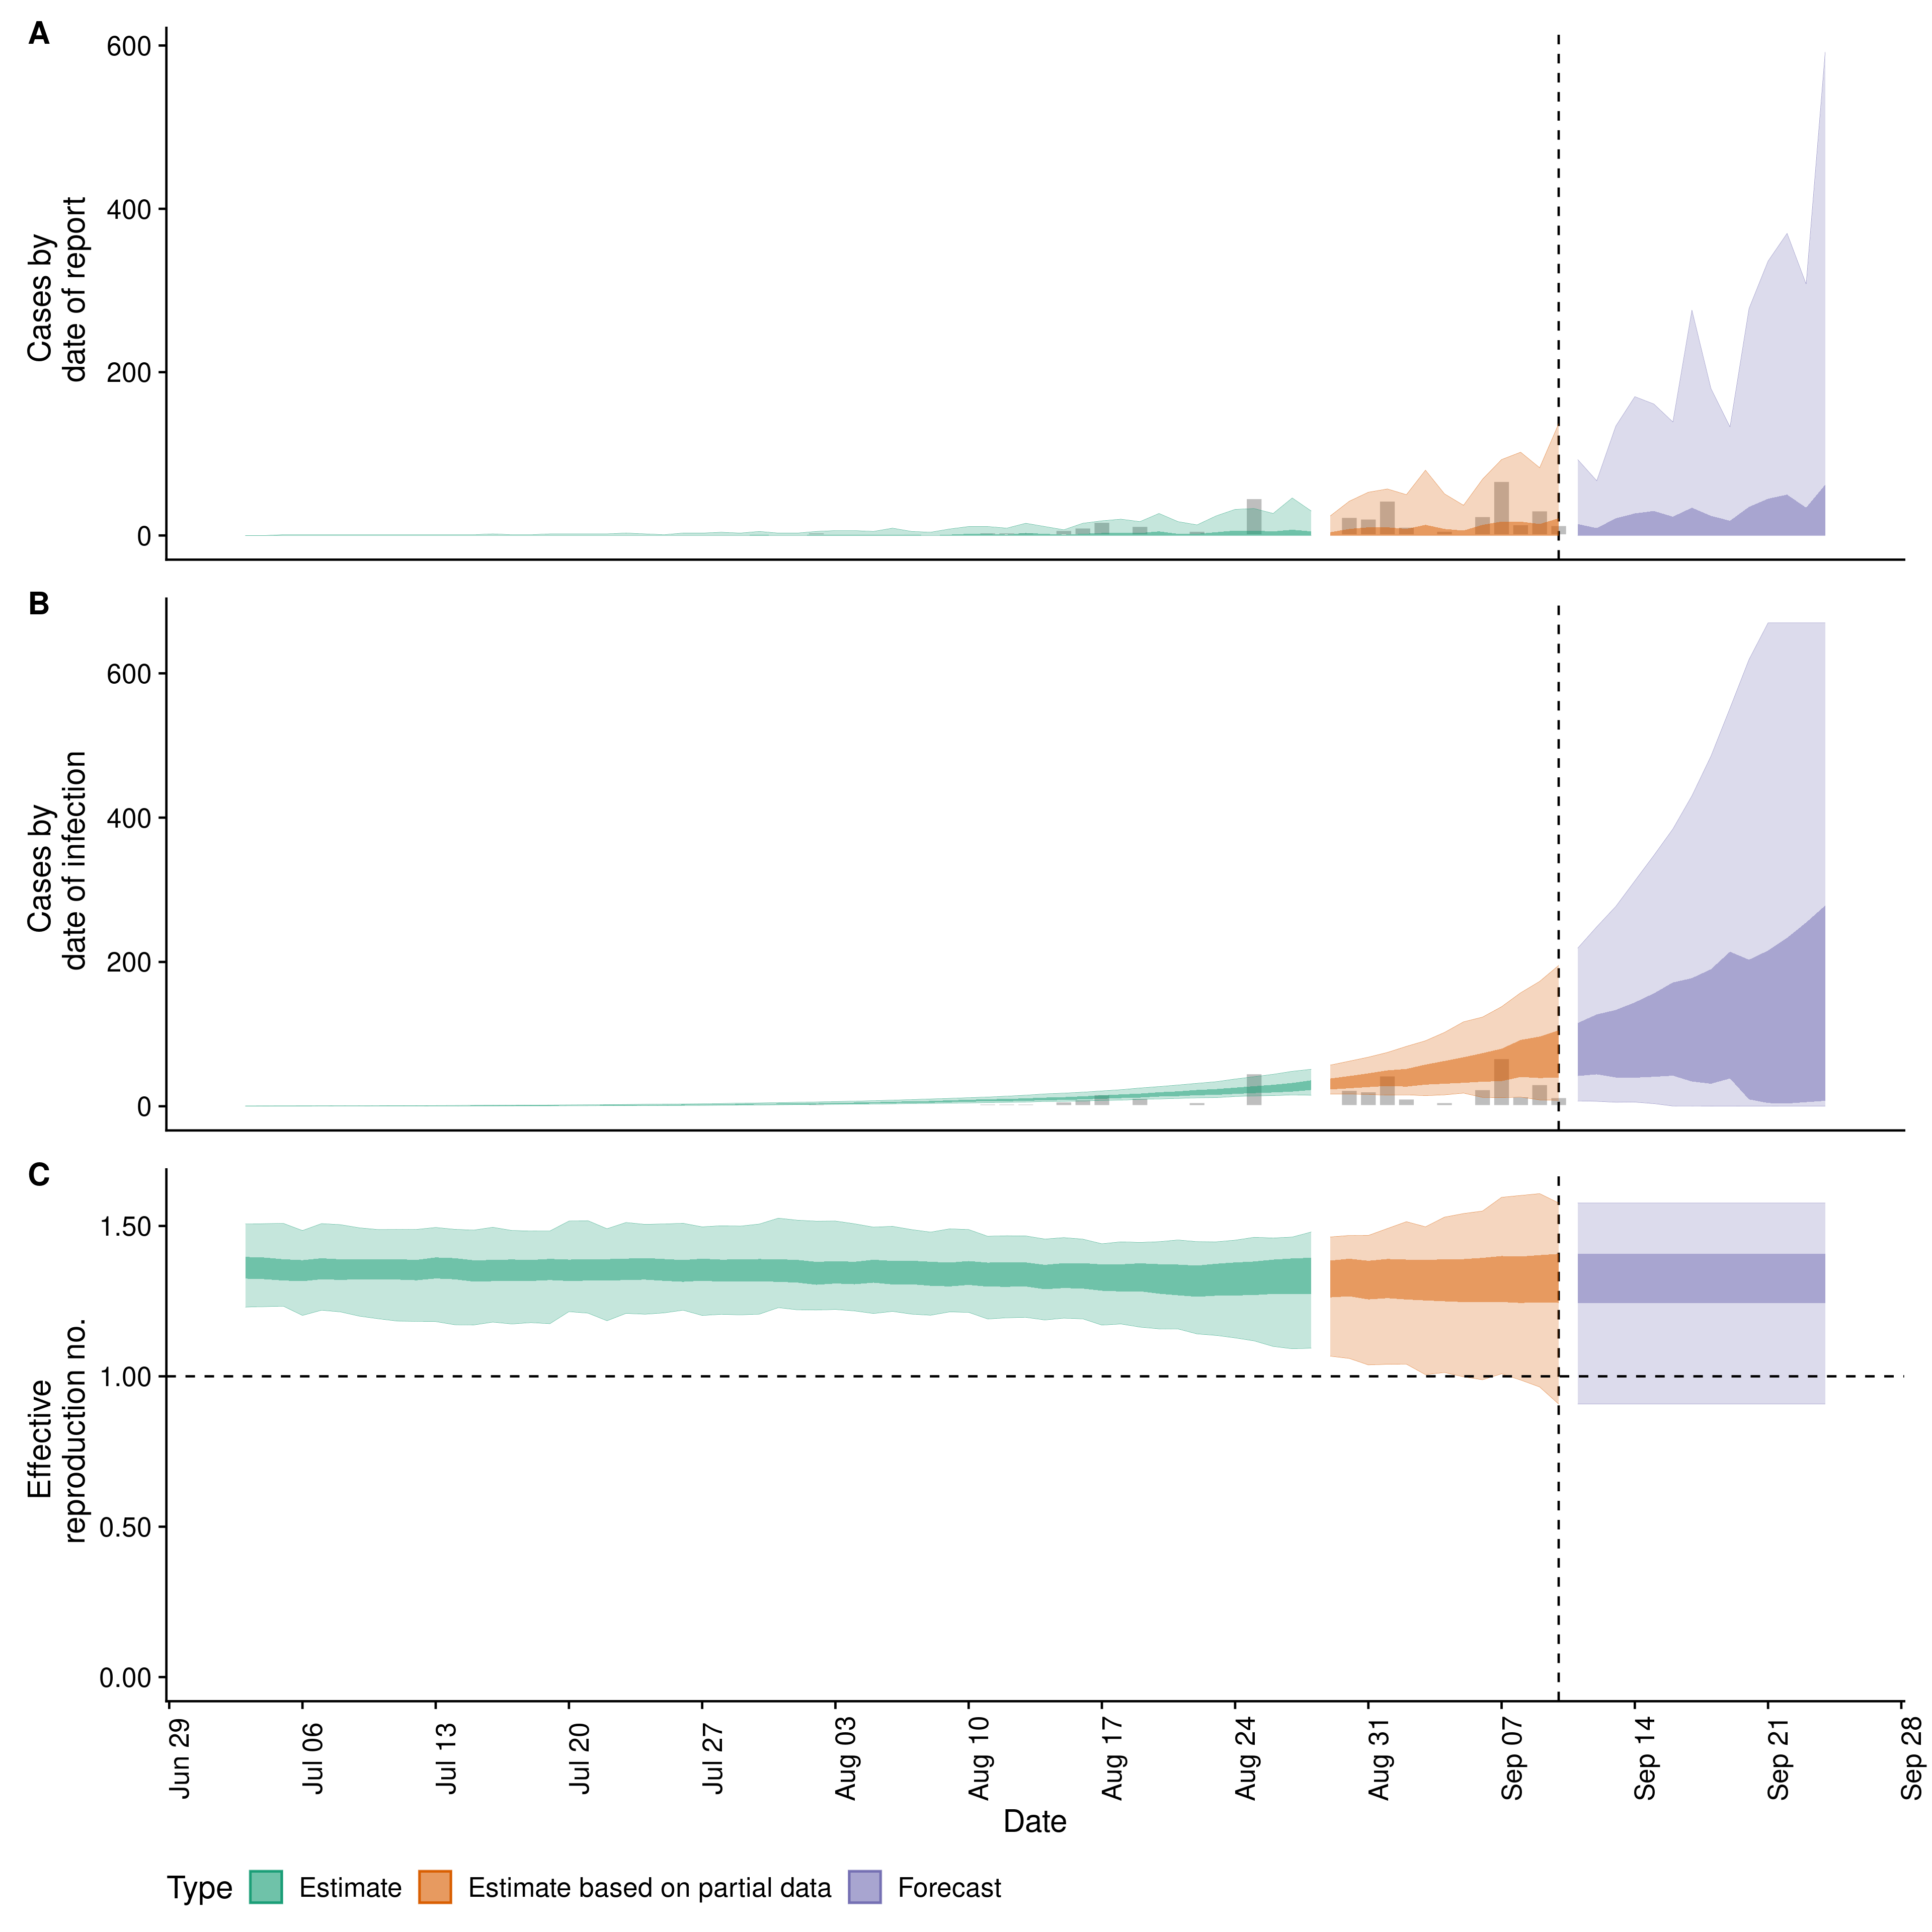 A
600
400
200
0
Cases by
date of report
B
600
400
200
0
Cases by
date of infection
C
1.50
1.00
0.50
0.00
Effective
reproduction no.
Jun 29
Jul 06
Jul 13
Jul 20
Jul 27
Aug 03
Aug 10
Aug 17
Aug 24
Aug 31
Sep 07
Sep 14
Sep 21
Sep 28
Date
Type Estimate Estimate based on partial data Forecast